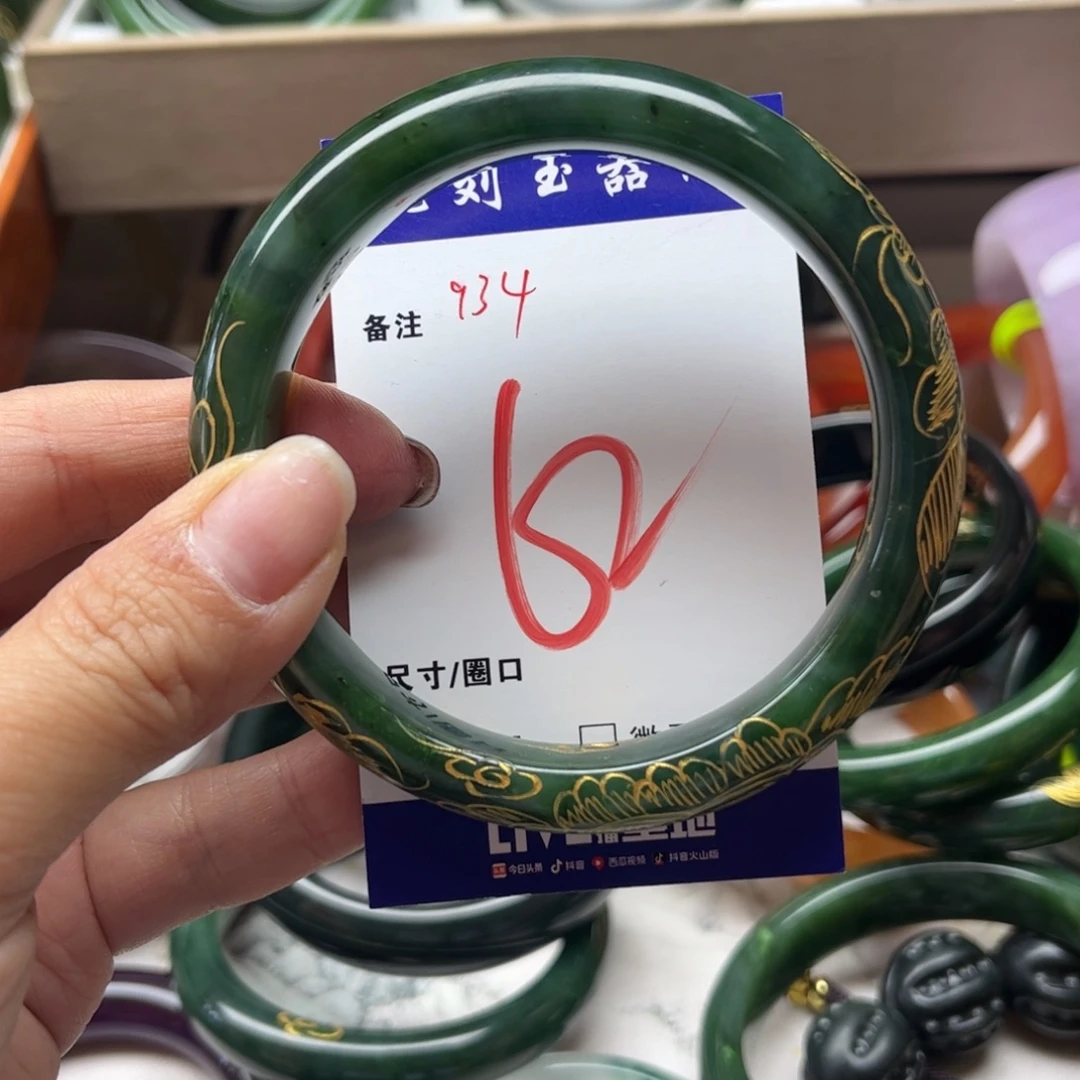 刘玉器
备注 934
62
尺寸/圈口
今日头条 抖音 西瓜视频 抖音火山版